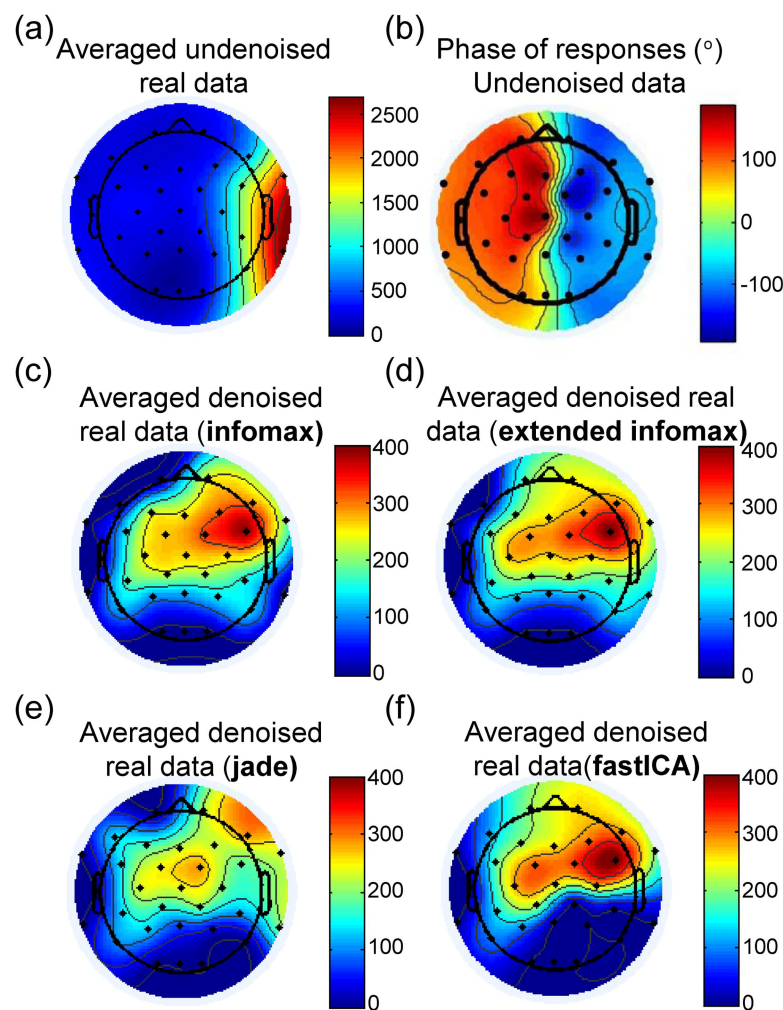 (a)
Averaged undenoised
real data
2500
2000
1500
1000
500
0
(b)
Phase of responses (°)
Undenoised data
100
0
-100
(c)
Averaged denoised
real data (infomax)
400
300
200
100
0
(d)
Averaged denoised real
data (extended infomax)
400
300
200
100
0
(e)
Averaged denoised
real data (jade)
400
300
200
100
0
(f)
Averaged denoised
real data(fastICA)
400
300
200
100
0